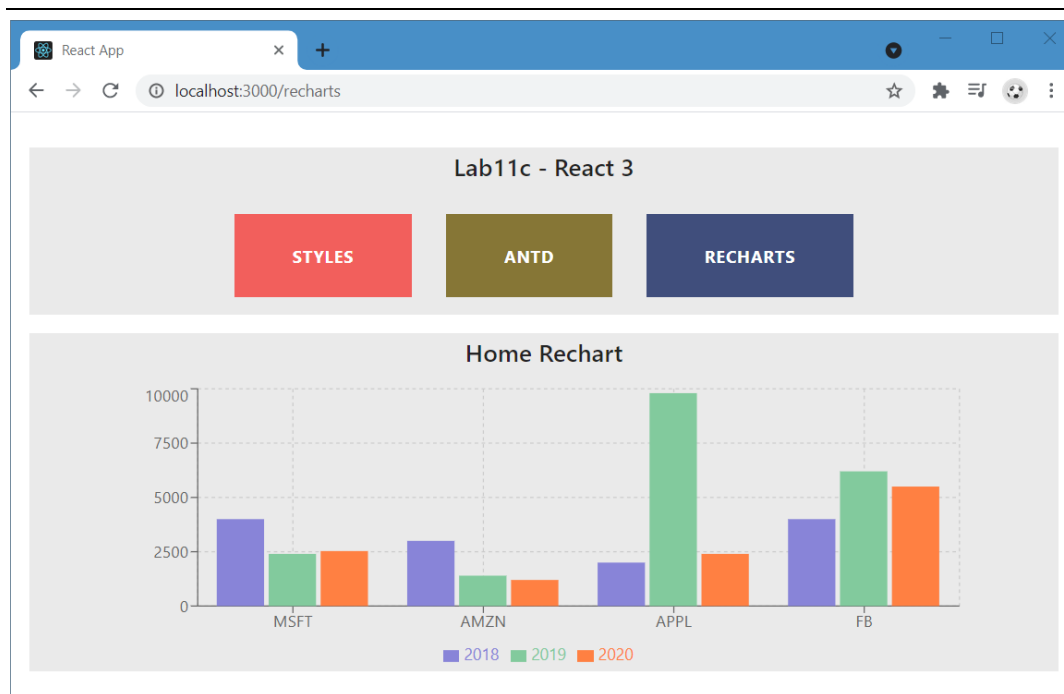 React App
localhost:3000/recharts
Lab11c - React 3
STYLES ANTD RECHARTS
Home Rechart
10000
7500
5000
2500
0
MSFT AMZN APPL FB
2018 2019 2020